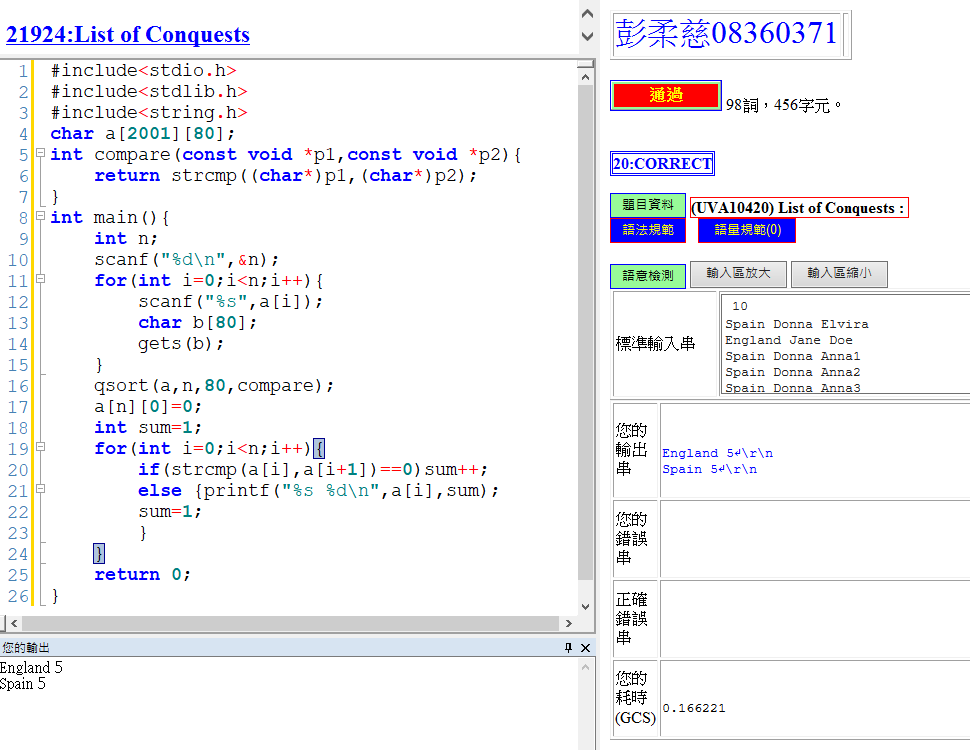 21924:List of Conquests
1 #include<stdio.h>
2 #include<stdlib.h>
3 #include<string.h>
4 char a[2001][80];
5 int compare(const void *p1,const void *p2){
6 return strcmp((char*)p1,(char*)p2);
7 }
8 int main(){
9 int n;
10 scanf("%d\n",&n);
11 for(int i=0;i<n;i++){
12 scanf("%s",a[i]);
13 char b[80];
14 gets(b);
15 }
16 qsort(a,n,80,compare);
17 a[n][0]=0;
18 int sum=1;
19 for(int i=0;i<n;i++){
20 if(strcmp(a[i],a[i+1])==0)sum++;
21 else {printf("%s %d\n",a[i],sum);
22 sum=1;
23 }
24 }
25 return 0;
26 }
您的輸出
England 5
Spain 5
彭柔慈08360371
通過 98詞，456字元。
20:CORRECT
題目資料 (UVA10420) List of Conquests :
語法規範 語量規範(0)
語意檢測 輸入區放大 輸入區縮小
標準輸入串
10
Spain Donna Elvira
England Jane Doe
Spain Donna Anna1
Spain Donna Anna2
Spain Donna Anna3
您的
輸出
串
England 5↵\r\n
Spain 5↵\r\n
您的
錯誤
串
正確
錯誤
串
您的
耗時
(GCS)
0.166221